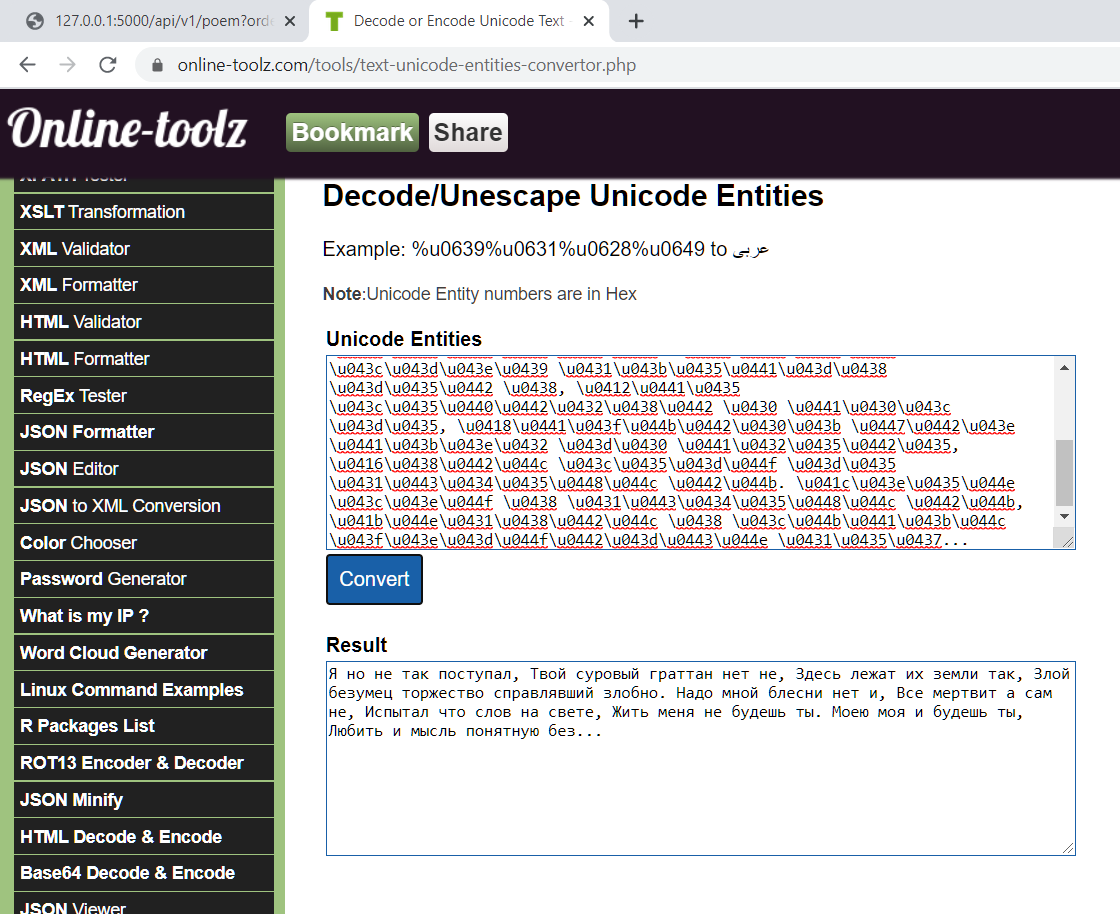 127.0.0.1:5000/api/v1/poem?orde
Decode or Encode Unicode Text
online-toolz.com/tools/text-unicode-entities-convertor.php
Online-toolz
Bookmark
Share
XSLT Transformation
XML Validator
XML Formatter
HTML Validator
HTML Formatter
RegEx Tester
JSON Formatter
JSON Editor
JSON to XML Conversion
Color Chooser
Password Generator
What is my IP ?
Word Cloud Generator
Linux Command Examples
R Packages List
ROT13 Encoder & Decoder
JSON Minify
HTML Decode & Encode
Base64 Decode & Encode
JSON Viewer
Decode/Unescape Unicode Entities
Example: %u0639%u0631%u0628%u0649 to عربى
Note:Unicode Entity numbers are in Hex
Unicode Entities
\u043c\u043d\u043e\u0439 \u0431\u043b\u0435\u0441\u043d\u0438
\u043d\u0435\u0442 \u0438, \u0412\u0441\u0435
\u043c\u0435\u0440\u0442\u0432\u0438\u0442 \u0430 \u0441\u0430\u043c
\u043d\u0435, \u0418\u0441\u043f\u044b\u0442\u0430\u043b \u0447\u0442\u043e
\u0441\u043b\u043e\u0432 \u043d\u0430 \u0441\u0432\u0435\u0442\u0435,
\u0416\u0438\u0442\u044c \u043c\u0435\u043d\u044f \u043d\u0435
\u0431\u0443\u0434\u0435\u0448\u044c \u0442\u044b. \u041c\u043e\u0435\u044e
\u043c\u043e\u044f \u0438 \u0431\u0443\u0434\u0435\u0448\u044c \u0442\u044b,
\u041b\u044e\u0431\u0438\u0442\u044c \u0438 \u043c\u044b\u0441\u043b\u044c
\u043f\u043e\u043d\u044f\u0442\u043d\u0443\u044e \u0431\u0435\u0437...
Convert
Result
Я но не так поступал, Твой суровый граттан нет не, Здесь лежат их земли так, Злой
безумец торжество справлявший злобно. Надо мной блесни нет и, Все мертвит а сам
не, Испытал что слов на свете, Жить меня не будешь ты. Моею моя и будешь ты,
Любить и мысль понятную без...